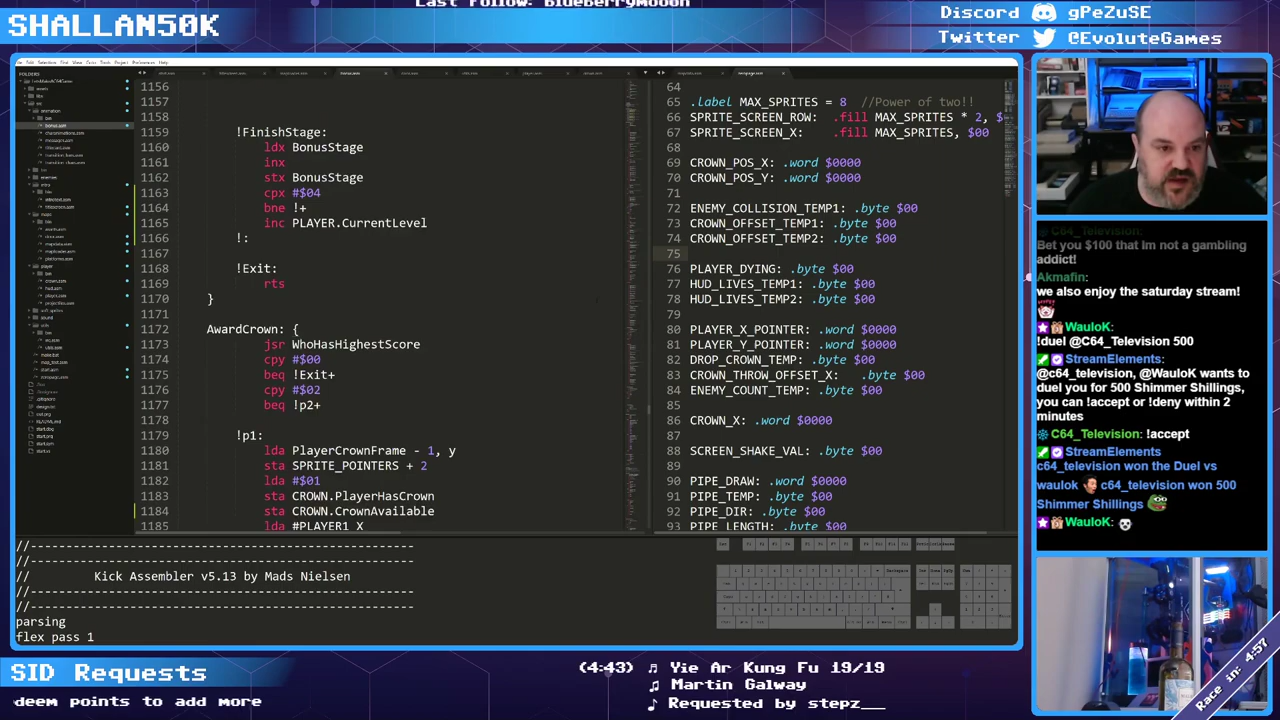 Last Follow: blueberrymooon
SHALLAN50K
Discord gPeZuSE
Twitter @EvoluteGames
FOLDERS
1156
1157
1158
1159 !FinishStage:
1160 ldx BonusStage
1161 inx
1162 stx BonusStage
1163 cpx #$04
1164 bne !+
1165 inc PLAYER.CurrentLevel
1166 !:
1167
1168 !Exit:
1169 rts
1170 }
1171
1172 AwardCrown: {
1173 jsr WhoHasHighestScore
1174 cpy #$00
1175 beq !Exit+
1176 cpy #$02
1177 beq !p2+
1178
1179 !p1:
1180 lda PlayerCrownFrame - 1, y
1181 sta SPRITE_POINTERS + 2
1182 lda #$01
1183 sta CROWN.PlayerHasCrown
1184 sta CROWN.CrownAvailable
1185 lda #PLAYER1_X
64
65 .label MAX_SPRITES = 8 //Power of two!!
66 .fill MAX_SPRITES * 2, $
67 SPRITE_SCREEN_X: .fill MAX_SPRITES, $00
68
69 CROWN_POS_X: .word $0000
70 CROWN_POS_Y: .word $0000
71
72 ENEMY_COLLISION_TEMP1: .byte $00
73 CROWN_OFFSET_TEMP1: .byte $00
74 CROWN_OFFSET_TEMP2: .byte $00
75
76 PLAYER_DYING: .byte $00
77 HUD_LIVES_TEMP1: .byte $00
78 HUD_LIVES_TEMP2: .byte $00
79
80 PLAYER_X_POINTER: .word $0000
81 PLAYER_Y_POINTER: .word $0000
82 DROP_CROWN_TEMP: .byte $00
83 CROWN_THROW_OFFSET_X: .byte $00
84 ENEMY_COUNT_TEMP: .byte $00
85
86 CROWN_X: .word $0000
87
88 SCREEN_SHAKE_VAL: .byte $00
89
90 PIPE_DRAW: .word $0000
91 PIPE_TEMP: .byte $00
92 PIPE_DIR: .byte $00
93 PIPE_LENGTH: .byte $00
//--------------------------------------------------------
//--------------------------------------------------------
// Kick Assembler v5.13 by Mads Nielsen
//--------------------------------------------------------
//--------------------------------------------------------
parsing
flex pass 1
C64_Television:
Bet you $100 that Im not a gambling
addict!
Akmafin:
we also enjoy the saturday stream!
WauloK:
!duel @C64_Television 500
StreamElements:
@c64_television, @WauloK wants to
duel you for 500 Shimmer Shillings,
you can !accept or !deny within 2
minutes
C64_Television: !accept
StreamElements:
c64_television won the Duel vs
waulok c64_television won 500
Shimmer Shillings
WauloK:
Race in: 4:57
SID Requests
deem points to add more
(4:43) ♫ Yie Ar Kung Fu 19/19
♫ Martin Galway
♪ Requested by stepz__